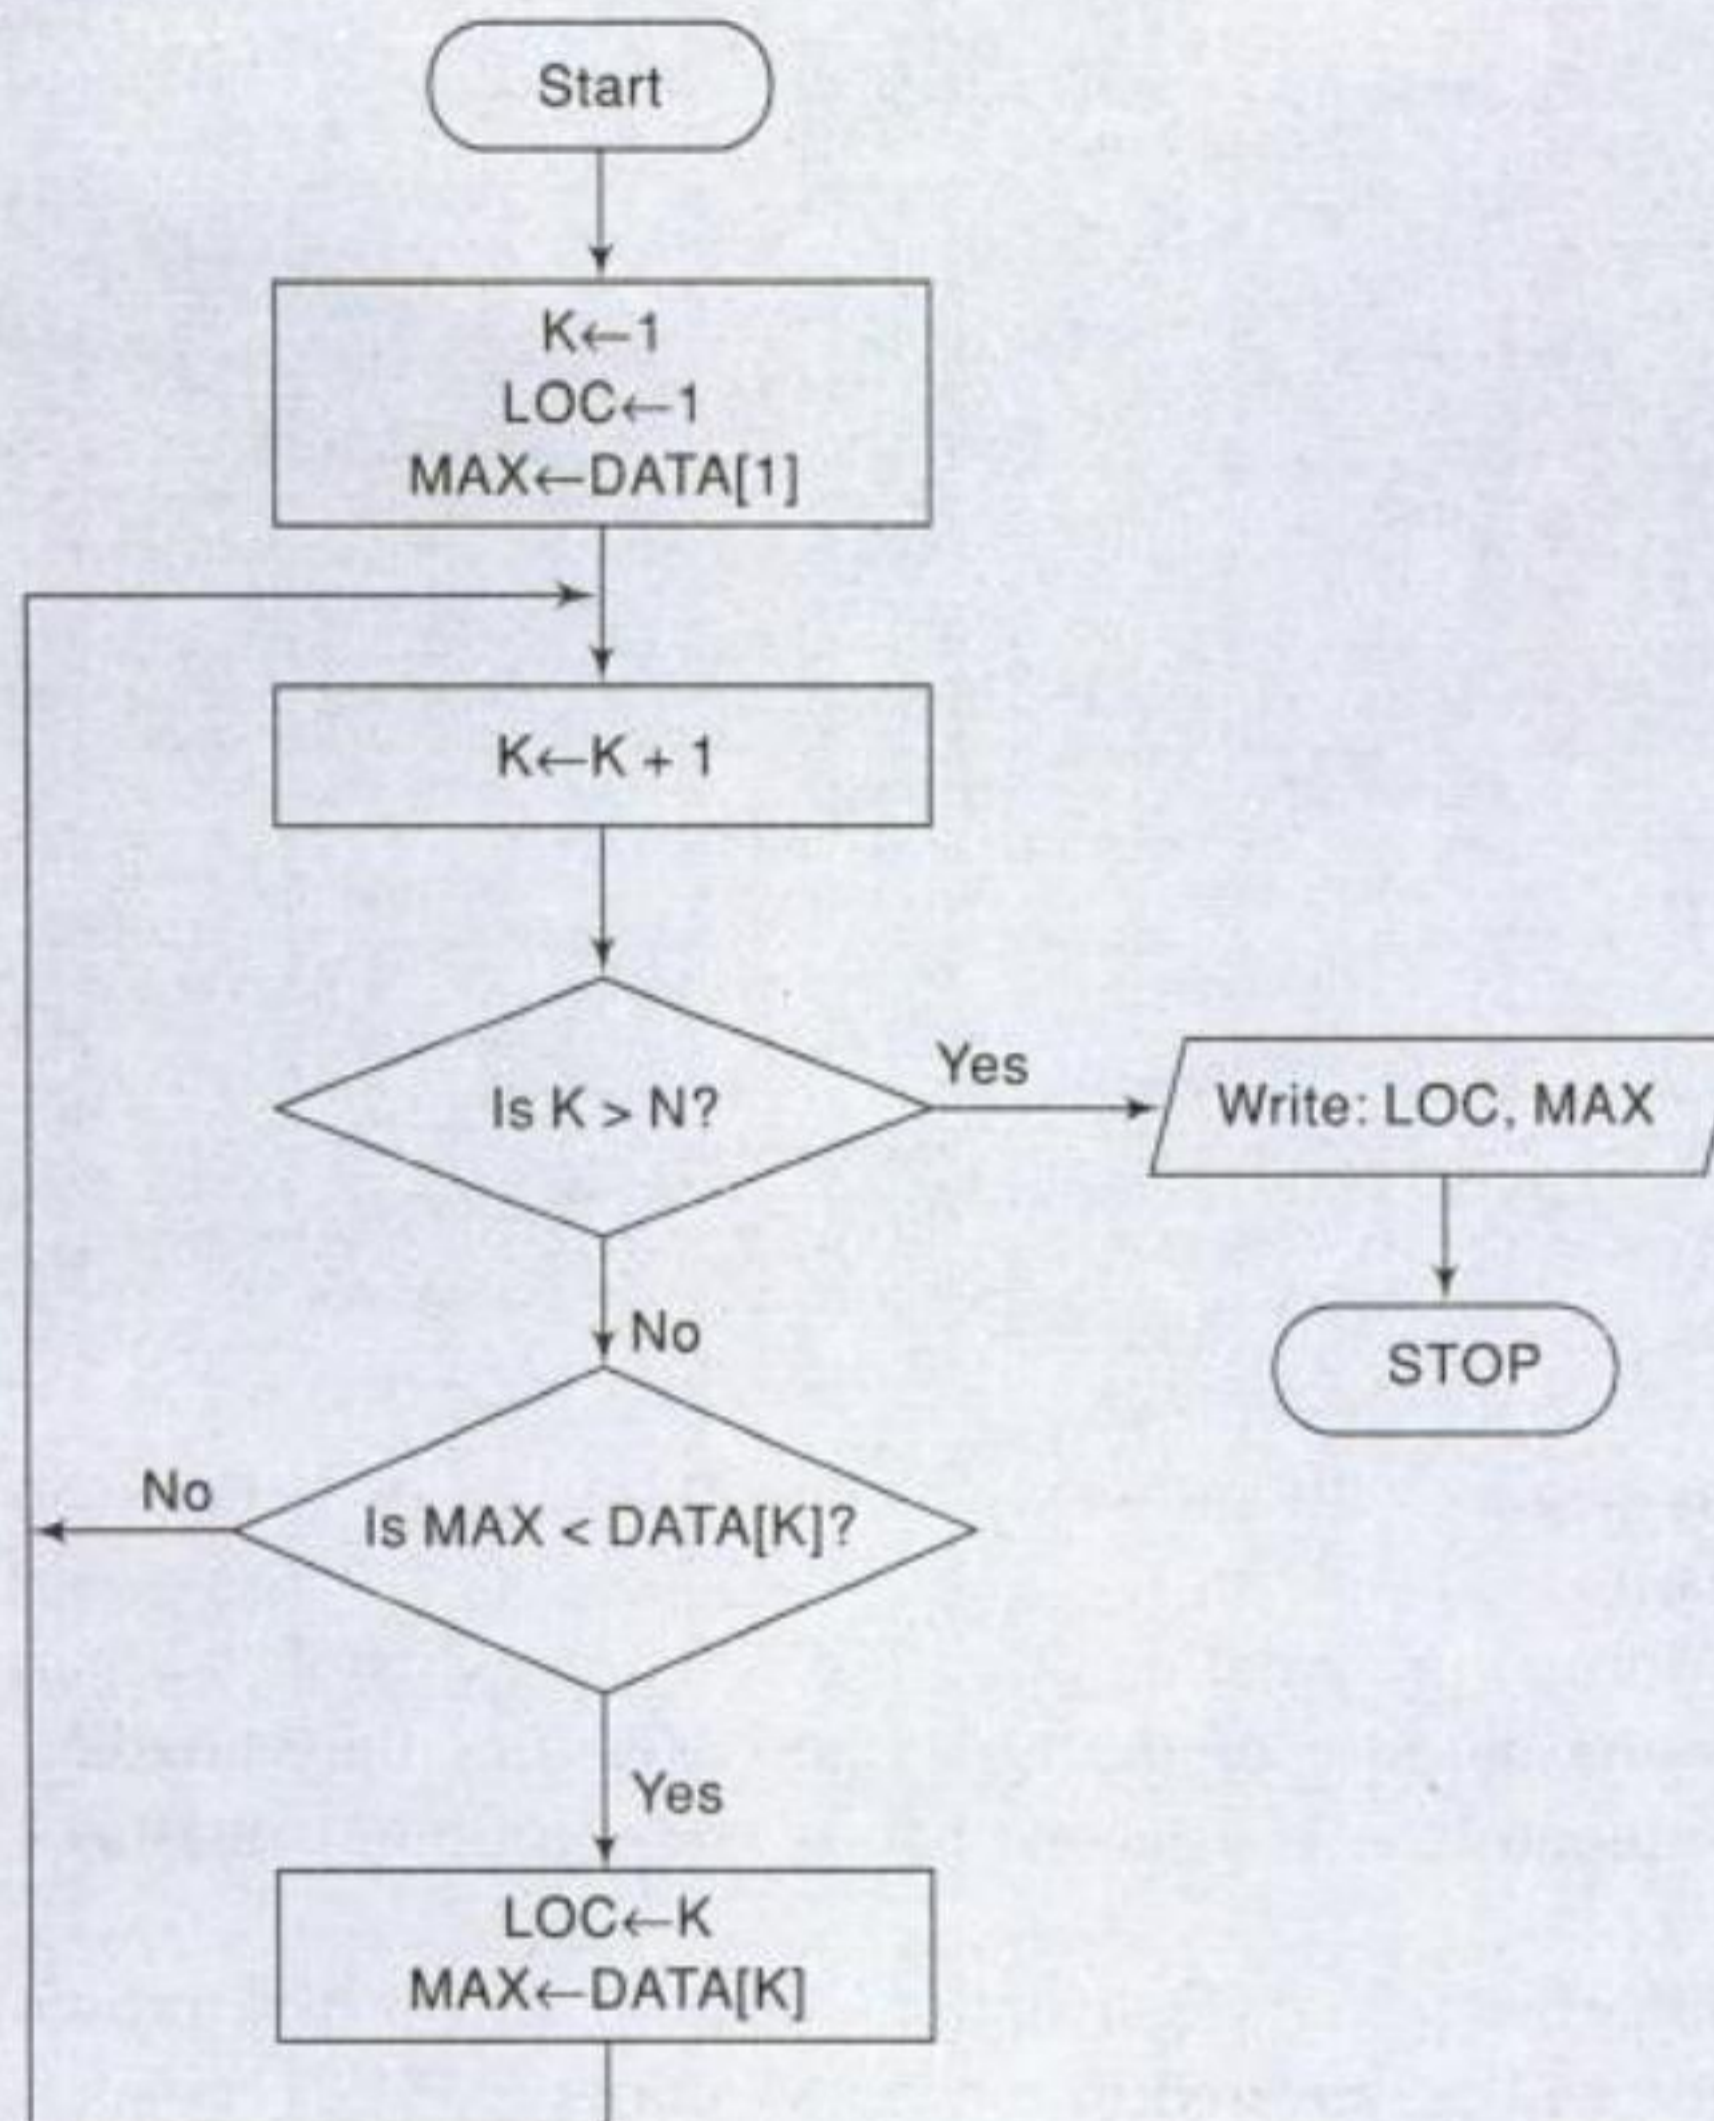 Start
K←1
LOC←1
MAX←DATA[1]
K←K + 1
Is K > N?
Yes
Write: LOC, MAX
STOP
No
Is MAX < DATA[K]?
No
Yes
LOC←K
MAX←DATA[K]